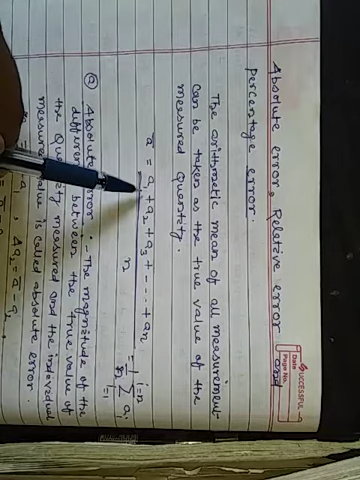 SUCCESSFUL
Page No.
Absolute error, Relative error and
percentage error.
The arithmetic mean of all measurement
can be taken as the true value of the
measured quantity.
ā = a₁ + a₂ + a₃ + - - - + aₙ / n = 1/n Σ aᵢ i=n i=1
(a) Absolute error :- The magnitude of the
different between the true value of
the quantity measured and the individual
measured value is called absolute error
a₁, Δa₂ = ā - a₂,